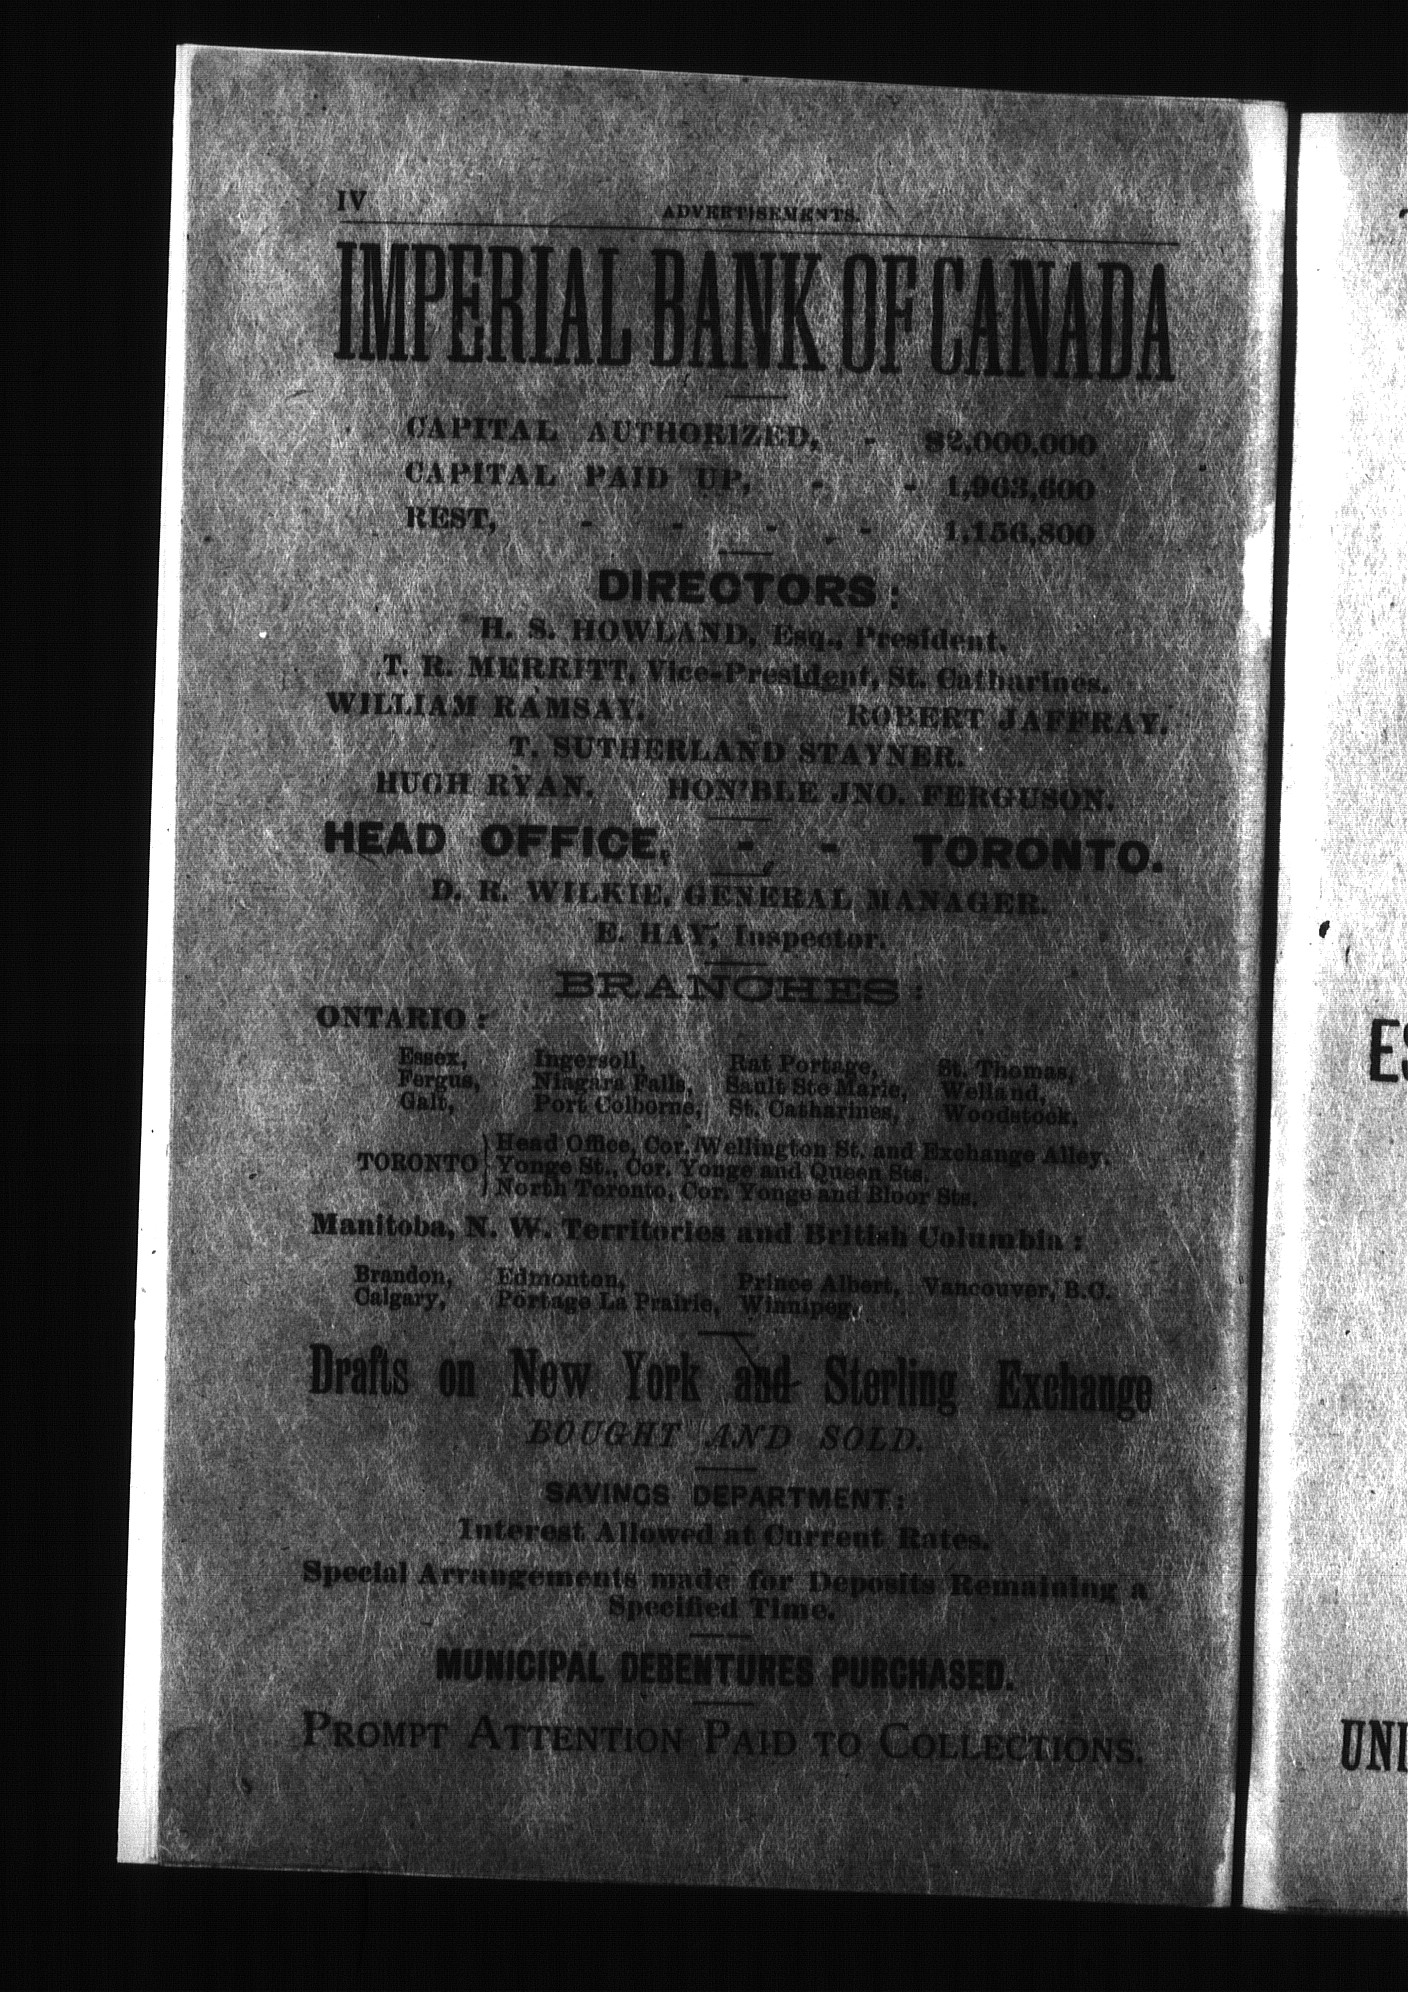 IV
ADVERTISEMENTS.
IMPERIAL BANK OF CANADA
CAPITAL AUTHORIZED, - $2,000,000
CAPITAL PAID UP, - - 1,963,600
REST, - - - - 1,156,800
DIRECTORS:
H. S. HOWLAND, Esq., President.
T. R. MERRITT, Vice-President, St. Catharines.
WILLIAM RAMSAY. ROBERT JAFFRAY.
T. SUTHERLAND STAYNER.
HUGH RYAN. HON'BLE JNO. FERGUSON.
HEAD OFFICE, - - TORONTO.
D. R. WILKIE, GENERAL MANAGER.
E. HAY, Inspector.
BRANCHES:
ONTARIO:
Essex, Ingersoll, Rat Portage, St. Thomas,
Fergus, Niagara Falls, Sault Ste Marie, Welland,
Galt, Port Colborne, St. Catharines, Woodstock,
Head Office, Cor. Wellington St. and Exchange Alley.
TORONTO Yonge St., Cor. Yonge and Queen Sts.
North Toronto, Cor. Yonge and Bloor Sts.
Manitoba, N. W. Territories and British Columbia:
Brandon, Edmonton, Prince Albert, Vancouver, B.C.
Calgary, Portage La Prairie, Winnipeg,
Drafts on New York and Sterling Exchange
BOUGHT AND SOLD.
SAVINGS DEPARTMENT:
Interest Allowed at Current Rates.
Special Arrangements made for Deposits Remaining a
Specified Time.
MUNICIPAL DEBENTURES PURCHASED.
PROMPT ATTENTION PAID TO COLLECTIONS.
ES
UNI